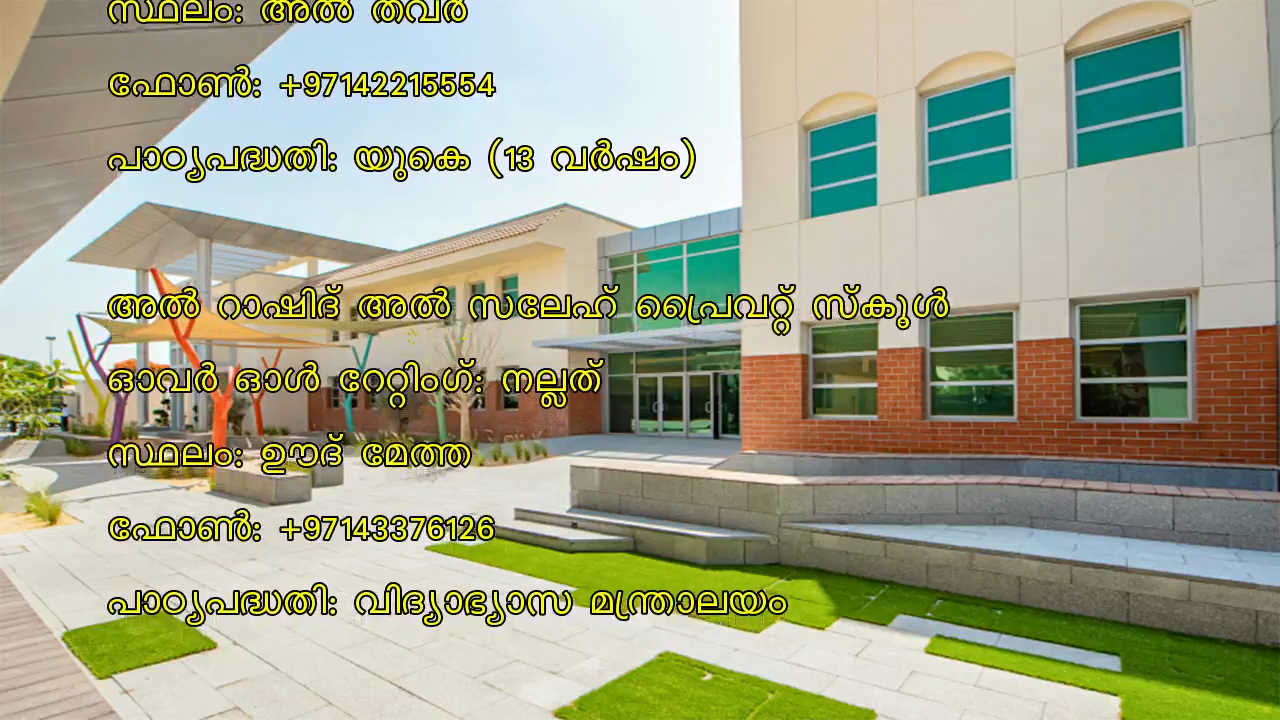 സ്ഥലം: അൽ തവർ
ഫോൺ: +97142215554
പാഠ്യപദ്ധതി: യുകെ (13 വർഷം)
അൽ റാഷിദ് അൽ സലേഹ് പ്രൈവറ്റ് സ്കൂൾ
ഓവർ ഓൾ റേറ്റിംഗ്: നല്ലത്
സ്ഥലം: ഊദ് മേത്ത
ഫോൺ: +97143376126
പാഠ്യപദ്ധതി: വിദ്യാഭ്യാസ മന്ത്രാലയം